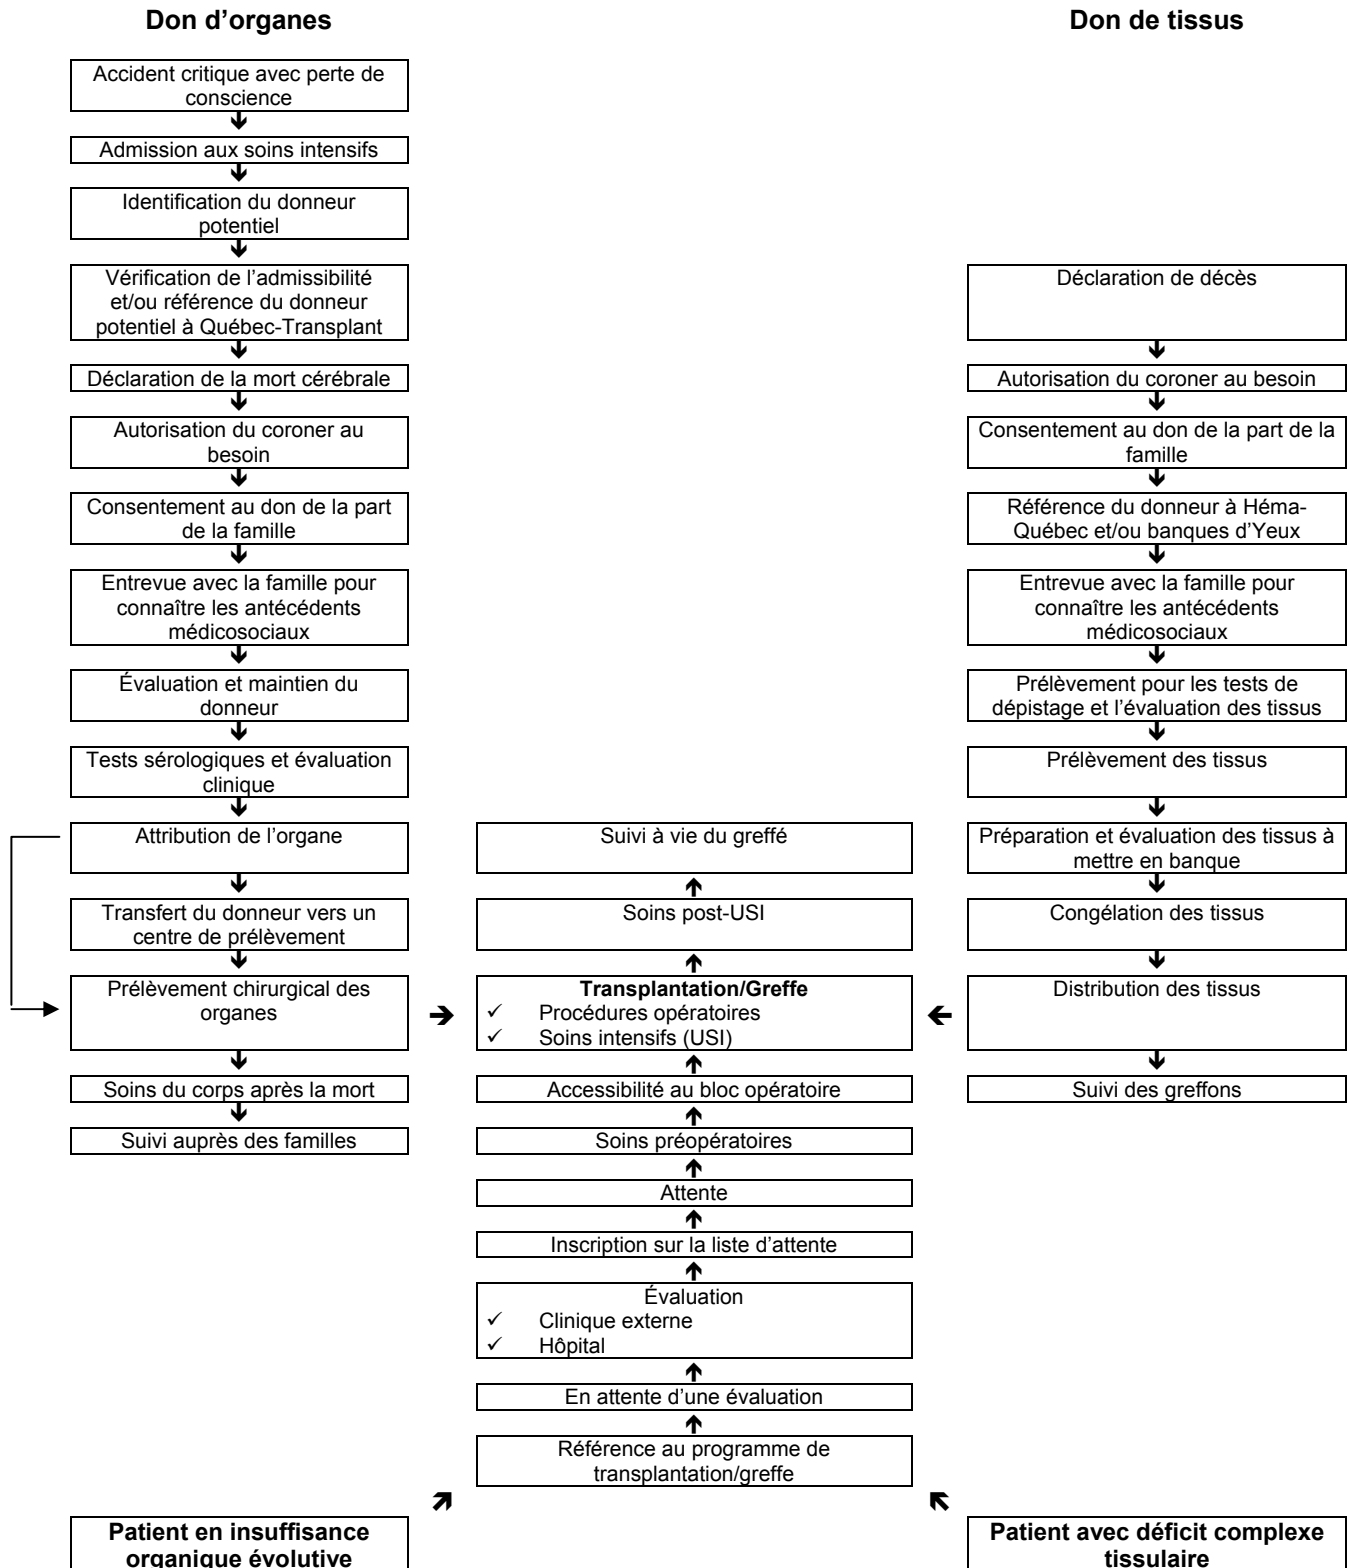 Don d'organes
Accident critique avec perte de
conscience
Admission aux soins intensifs
Identification du donneur
potentiel
Vérification de l'admissibilité
et/ou référence du donneur
potentiel à Québec-Transplant
Déclaration de la mort cérébrale
Autorisation du coroner au
besoin
Consentement au don de la part
de la famille
Entrevue avec la famille pour
connaître les antécédents
médicosociaux
Évaluation et maintien du
donneur
Tests sérologiques et évaluation
clinique
Attribution de l'organe
Transfert du donneur vers un
centre de prélèvement
Prélèvement chirurgical des
organes
Soins du corps après la mort
Suivi auprès des familles
Suivi à vie du greffé
Soins post-USI
Transplantation/Greffe
✓ Procédures opératoires
✓ Soins intensifs (USI)
Accessibilité au bloc opératoire
Soins préopératoires
Attente
Inscription sur la liste d'attente
Évaluation
✓ Clinique externe
✓ Hôpital
En attente d'une évaluation
Référence au programme de
transplantation/greffe
Patient en insuffisance
organique évolutive
Don de tissus
Déclaration de décès
Autorisation du coroner au besoin
Consentement au don de la part de la
famille
Référence du donneur à Héma-
Québec et/ou banques d'Yeux
Entrevue avec la famille pour
connaître les antécédents
médicosociaux
Prélèvement pour les tests de
dépistage et l'évaluation des tissus
Prélèvement des tissus
Préparation et évaluation des tissus à
mettre en banque
Congélation des tissus
Distribution des tissus
Suivi des greffons
Patient avec déficit complexe
tissulaire